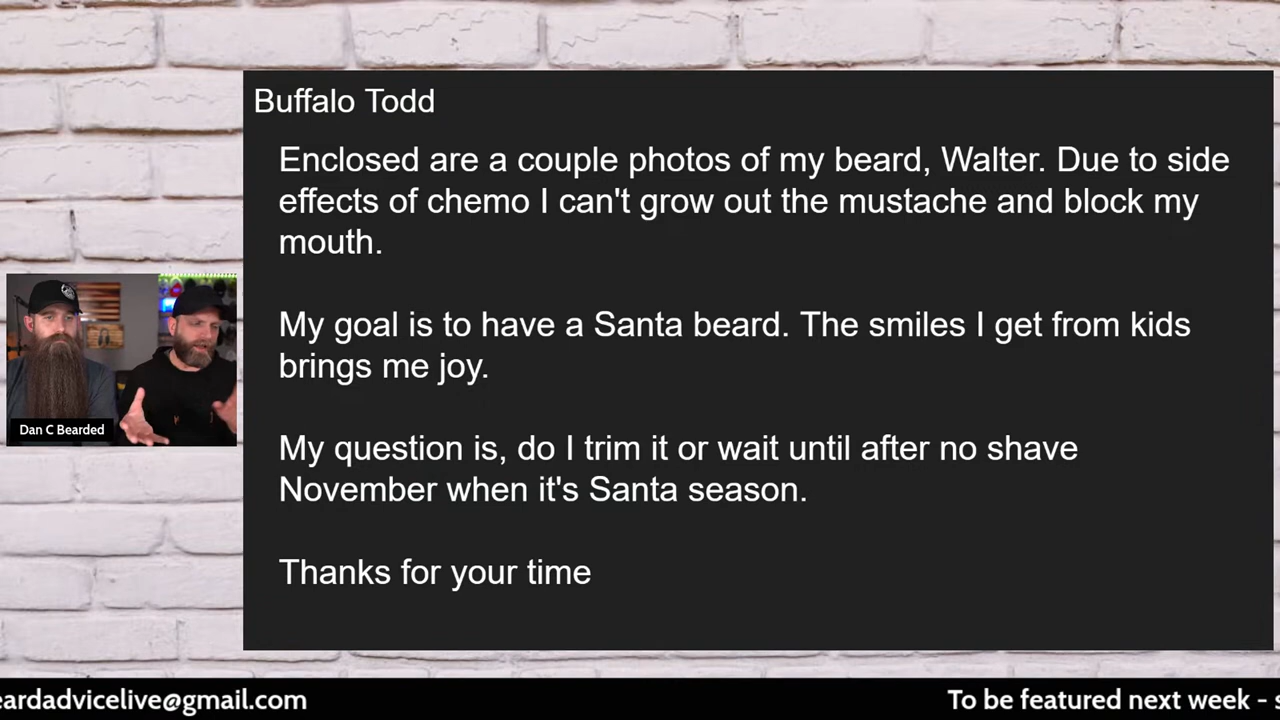 Buffalo Todd
Enclosed are a couple photos of my beard, Walter. Due to side
effects of chemo I can't grow out the mustache and block my
mouth.
My goal is to have a Santa beard. The smiles I get from kids
brings me joy.
My question is, do I trim it or wait until after no shave
November when it's Santa season.
Thanks for your time
Dan C Bearded
eardadvicelive@gmail.com
To be featured next week - s